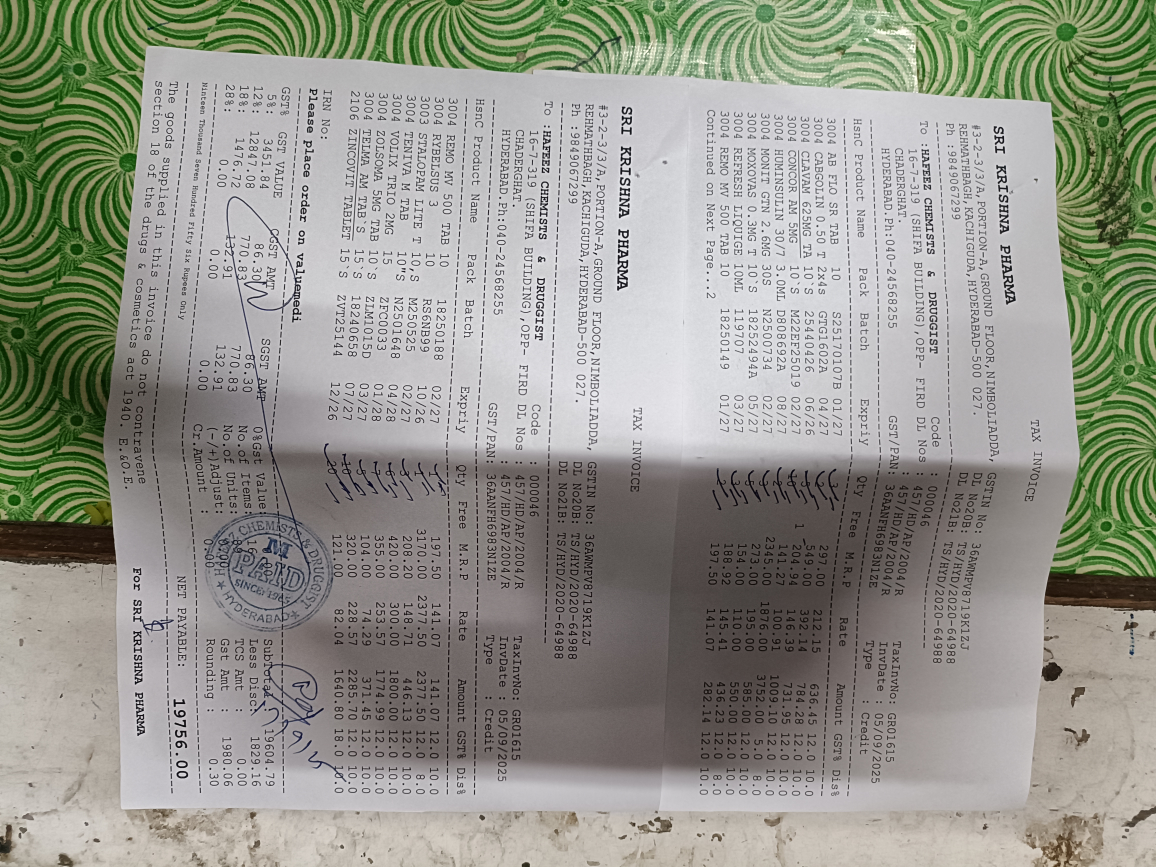 TAX INVOICE
SRI KRISHNA PHARMA
#3-2-3/3/A, PORTION-A,GROUND FLOOR,NIMBOLIADDA, GSTIN No: 36AWMPV8719K1ZJ
REHMATHBAGH,KACHIGUDA,HYDERABAD-500 027. DL No20B: TS/HYD/2020-64988
Ph :9849067299 DL No21B: TS/HYD/2020-64988
To :HAFEEZ CHEMISTS & DRUGGIST Code : 000046 TaxInvNo: GR01615
16-7-319 (SHIFA BUILDING),OPP- FIRD DL Nos : 457/HD/AP/2004/R InvDate : 05/09/2025
CHADERGHAT. : 457/HD/AP/2004/R Type : Credit
HYDERABAD.Ph:040-24568255 GST/PAN: 36AANFH6983N1ZE
HsnC Product Name Pack Batch Expriy Qty Free M.R.P Rate Amount GST% Dis%
3004 AB FLO SR TAB 10 S25170107B 01/27 297.00 212.15 636.45 12.0 10.0
3004 CABGOLIN 0.50 T 2x4s GTG1602A 04/27 549.00 392.14 784.28 12.0 10.0
3004 CLAVAM 625MG TA 10'S 25440426 06/26 1 204.94 146.39 731.95 12.0 10.0
3004 CONCOR AM 5MG 10'S M22EF25019 02/27 141.27 100.91 1009.10 12.0 10.0
3004 HUMINSULIN 30/7 3.0ML D808692A 08/27 2345.00 1876.00 3752.00 5.0 8.0
3004 MONIT GTN 2.6MG 30S N2500734 02/27 273.00 195.00 585.00 12.0 10.0
3004 MOXOVAS 0.3MG T 10'S 18252494A 05/27 154.00 110.00 550.00 12.0 10.0
3004 REFRESH LIQUIGE 10ML 119707 03/27 188.92 145.41 436.23 12.0 8.0
3004 REMO MV 500 TAB 10 18250149 01/27 197.50 141.07 282.14 12.0 10.0
Continued on Next Page...2
TAX INVOICE
SRI KRISHNA PHARMA
#3-2-3/3/A,PORTION-A,GROUND FLOOR,NIMBOLIADDA, GSTIN No: 36AWMPV8719K1ZJ
REHMATHBAGH,KACHIGUDA,HYDERABAD-500 027. DL No20B: TS/HYD/2020-64988
Ph :9849067299 DL No21B: TS/HYD/2020-64988
To :HAFEEZ CHEMISTS & DRUGGIST Code : 000046 TaxInvNo: GR01615
16-7-319 (SHIFA BUILDING),OPP- FIRD DL Nos : 457/HD/AP/2004/R InvDate : 05/09/2025
CHADERGHAT. : 457/HD/AP/2004/R Type : Credit
HYDERABAD.Ph:040-24568255 GST/PAN: 36AANFH6983N1ZE
HsnC Product Name Pack Batch Expriy Qty Free M.R.P Rate Amount GST% Dis%
3004 REMO MV 500 TAB 10 18250188 02/27 197.50 141.07 141.07 12.0 10.0
3004 RYBELSUS 3 10 RS6NB99 10/26 3170.00 2377.50 2377.50 12.0 8.0
3003 STALOPAM LITE T 10,S M250525 02/27 208.20 148.71 446.13 12.0 10.0
3004 TENIVA M TAB 10"S N251648 04/28 420.00 300.00 1800.00 12.0 10.0
3004 VOLIX TRIO 2MG 15 ZFC0033 01/28 355.00 253.57 1774.99 12.0 10.0
3004 ZOLSOMA 15MG TAB 10'S ZLM1015D 03/27 104.00 74.29 371.45 12.0 10.0
3004 TELMA AM TAB'S 15'S 18240658 07/27 320.00 228.57 2285.70 12.0 10.0
2106 ZINCOVIT TABLET 15'S ZVT25144 12/26 121.00 82.04 1640.80 18.0 10.0
IRN No:
Please place order on valuemedi
GST% GST VALUE CGST AMT SGST AMT 0%Gst Value: SubTotal : 19604.79
5%: 3451.84 86.30 86.30 No.of Items: Less Disc: 1829.16
12%: 12847.08 770.83 770.83 No.of Units: TCS Amt : 0.00
18%: 1476.72 132.91 132.91 (-/+)Adjust: Gst Amt : 1980.06
28%: 0.00 0.00 0.00 Cr.Amount : 0.00 Rounding : 0.30
Ninteen Thousand Seven Hundred Fifty Six Rupees Only NET PAYABLE: 19756.00
The goods supplied in this invoice do not contravene
section 18 of the drugs & cosmetics act 1940. E.&O.E. For SRI KRISHNA PHARMA
CHEMISTS & DRUGGIST
HYDERABAD